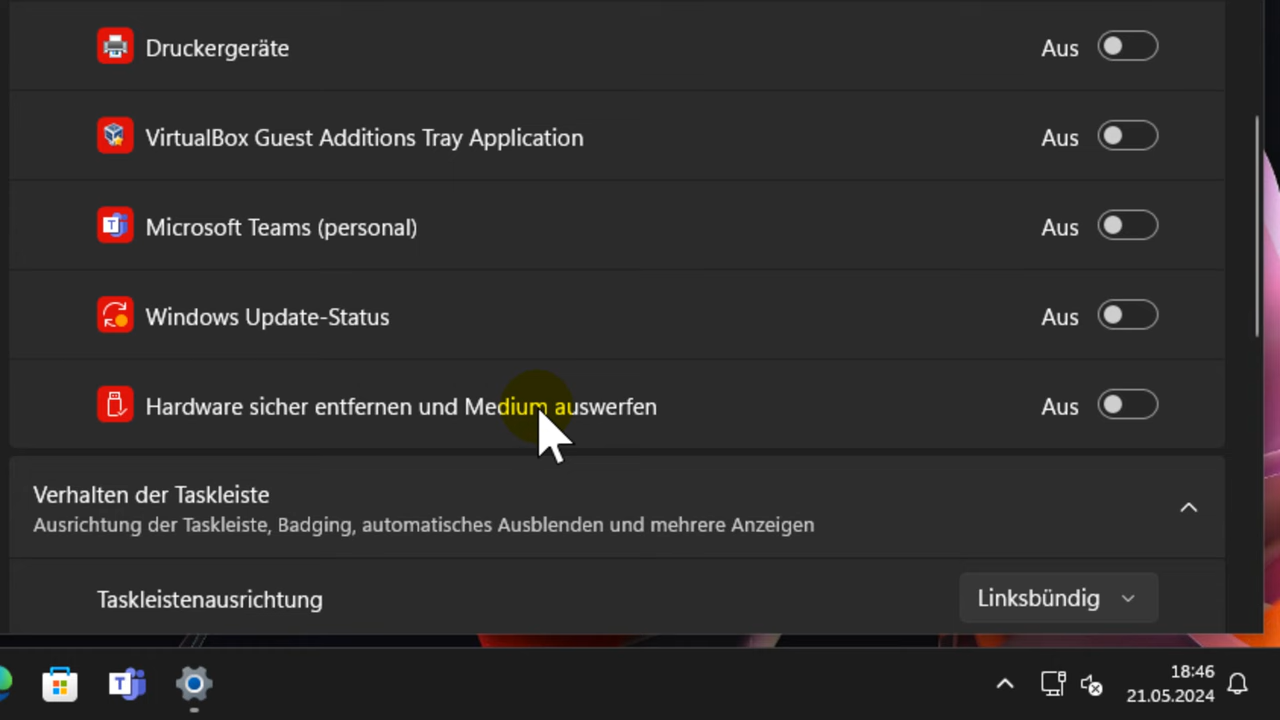 Druckergeräte
Aus
VirtualBox Guest Additions Tray Application
Aus
Microsoft Teams (personal)
Aus
Windows Update-Status
Aus
Hardware sicher entfernen und Medium auswerfen
Aus
Verhalten der Taskleiste
Ausrichtung der Taskleiste, Badging, automatisches Ausblenden und mehrere Anzeigen
Taskleistenausrichtung
Linksbündig
18:46
21.05.2024